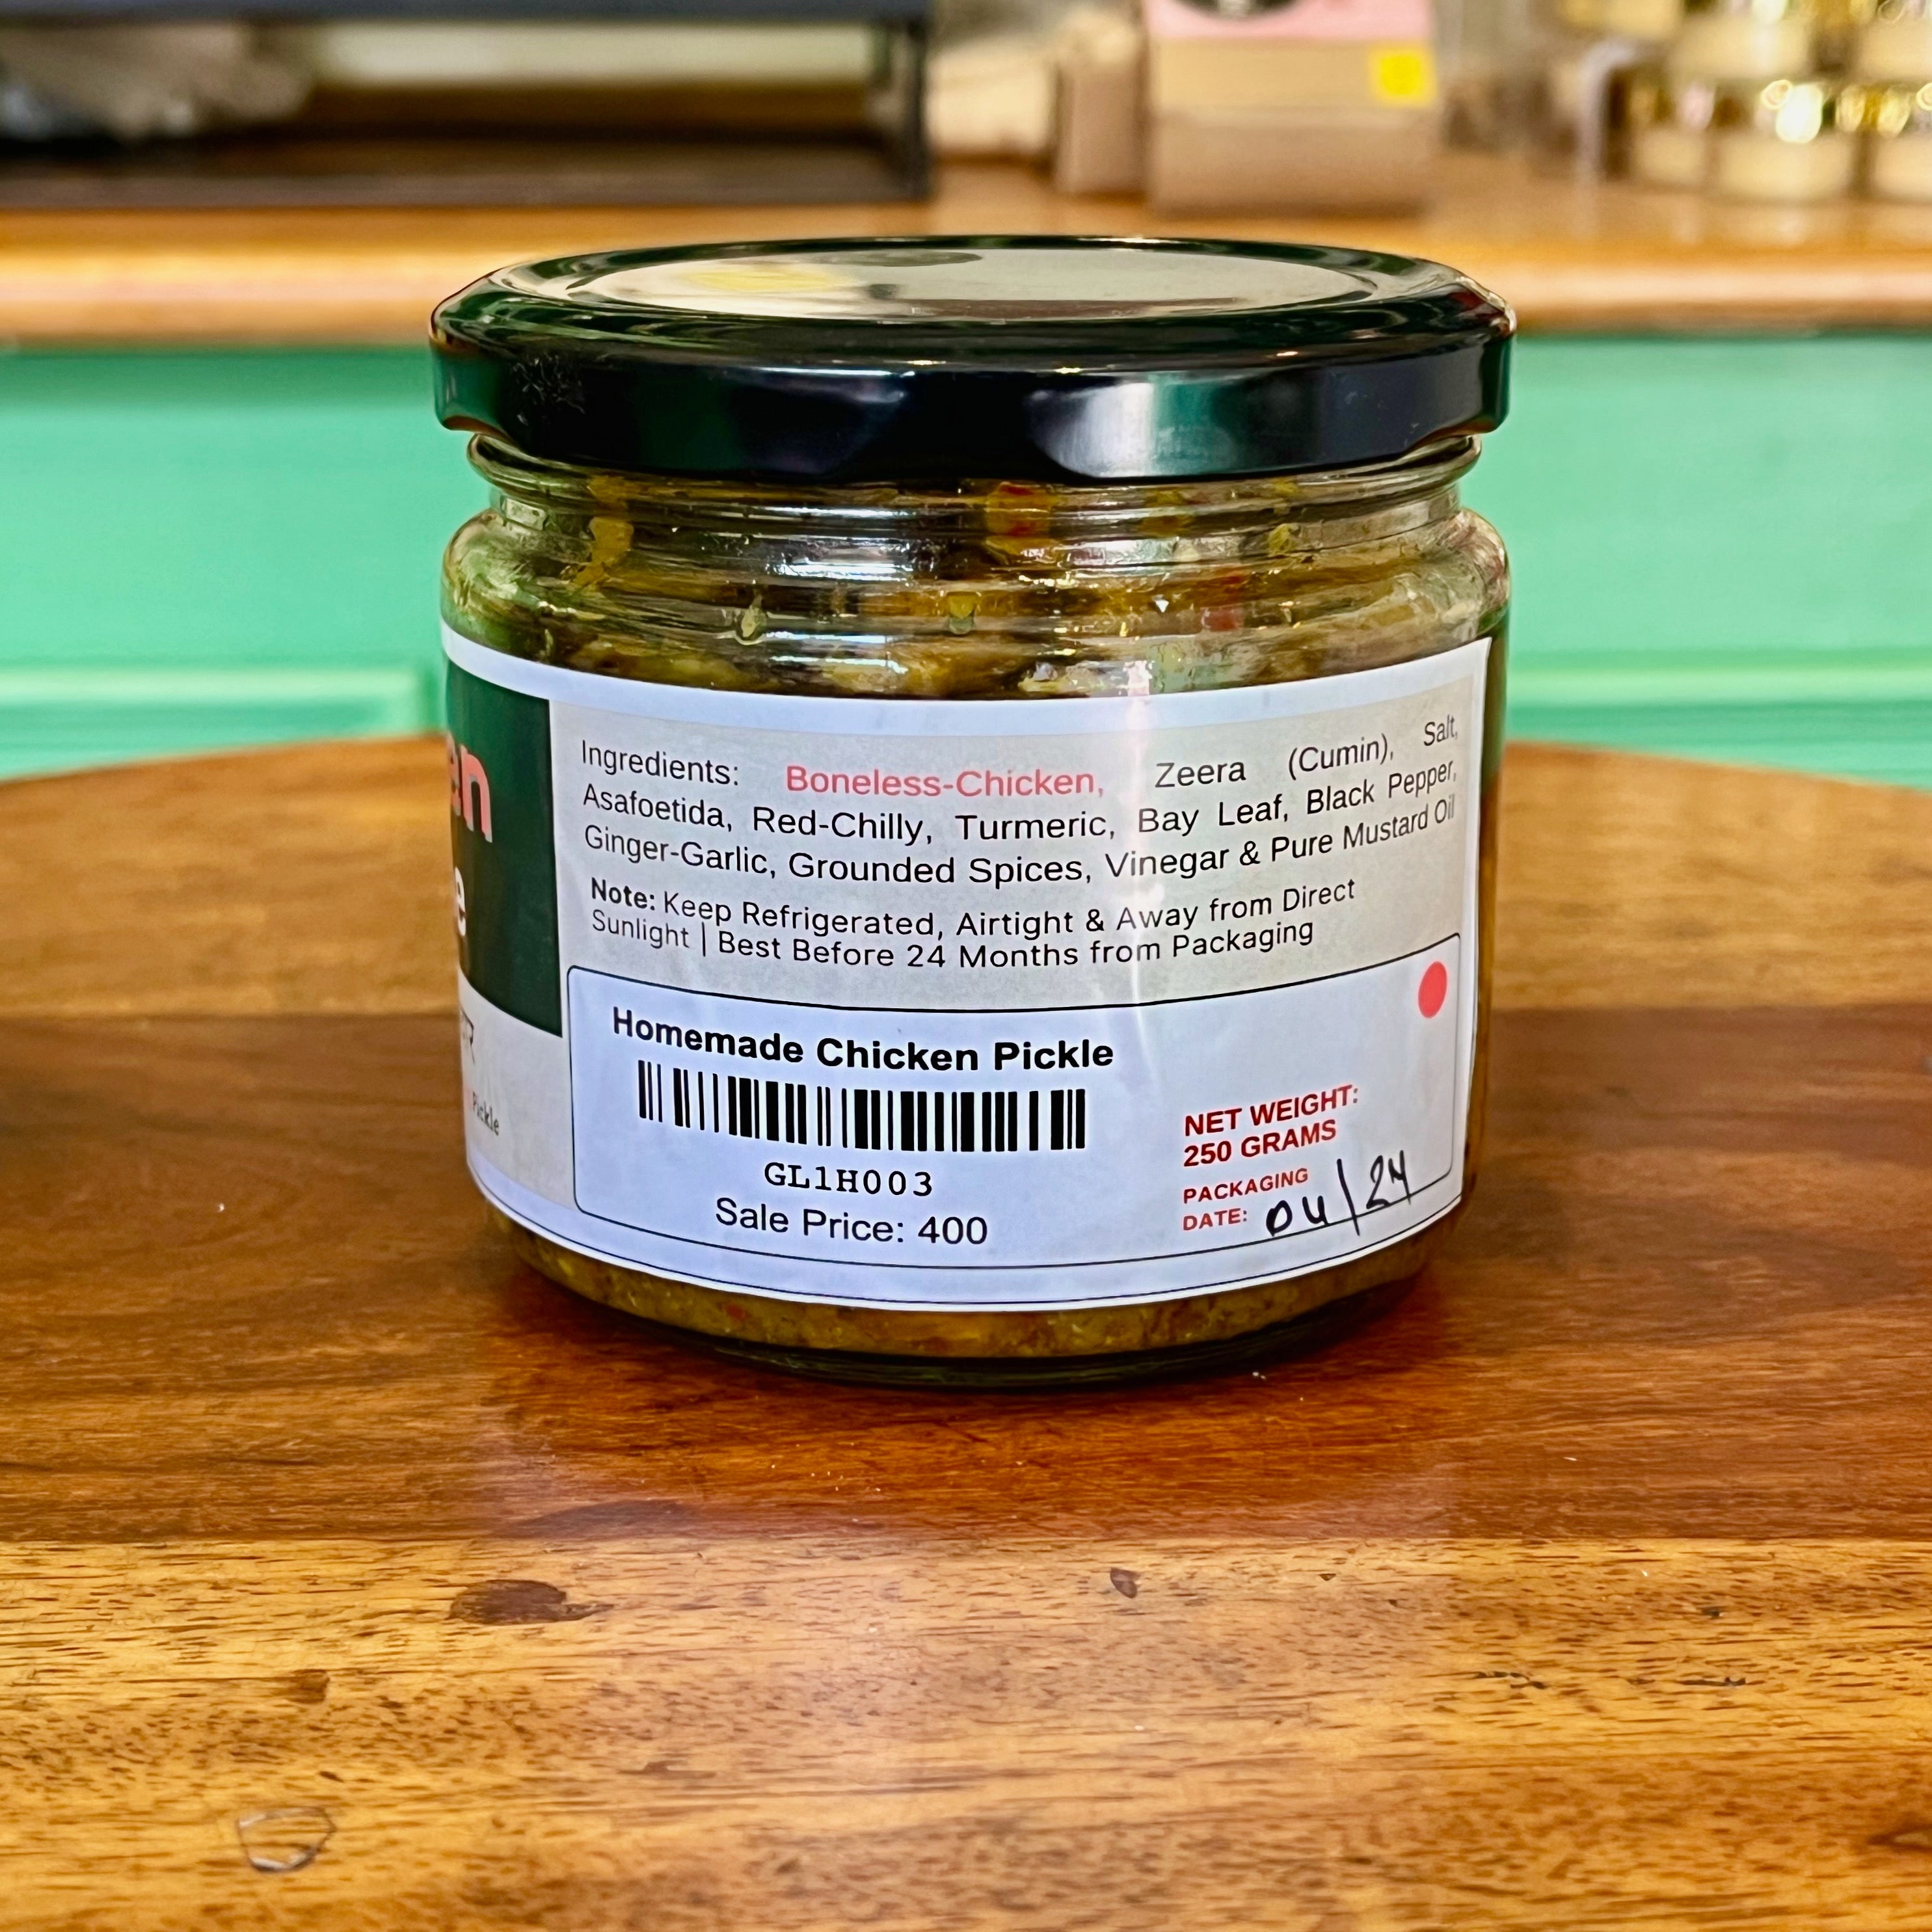 Ingredients: Boneless-Chicken, Zeera (Cumin), Salt,
Asafoetida, Red-Chilly, Turmeric, Bay Leaf, Black Pepper,
Ginger-Garlic, Grounded Spices, Vinegar & Pure Mustard Oil
Note: Keep Refrigerated, Airtight & Away from Direct
Sunlight | Best Before 24 Months from Packaging
Homemade Chicken Pickle
GL1H003
Sale Price: 400
NET WEIGHT:
250 GRAMS
PACKAGING
DATE: 04/24
en
e
Pickle